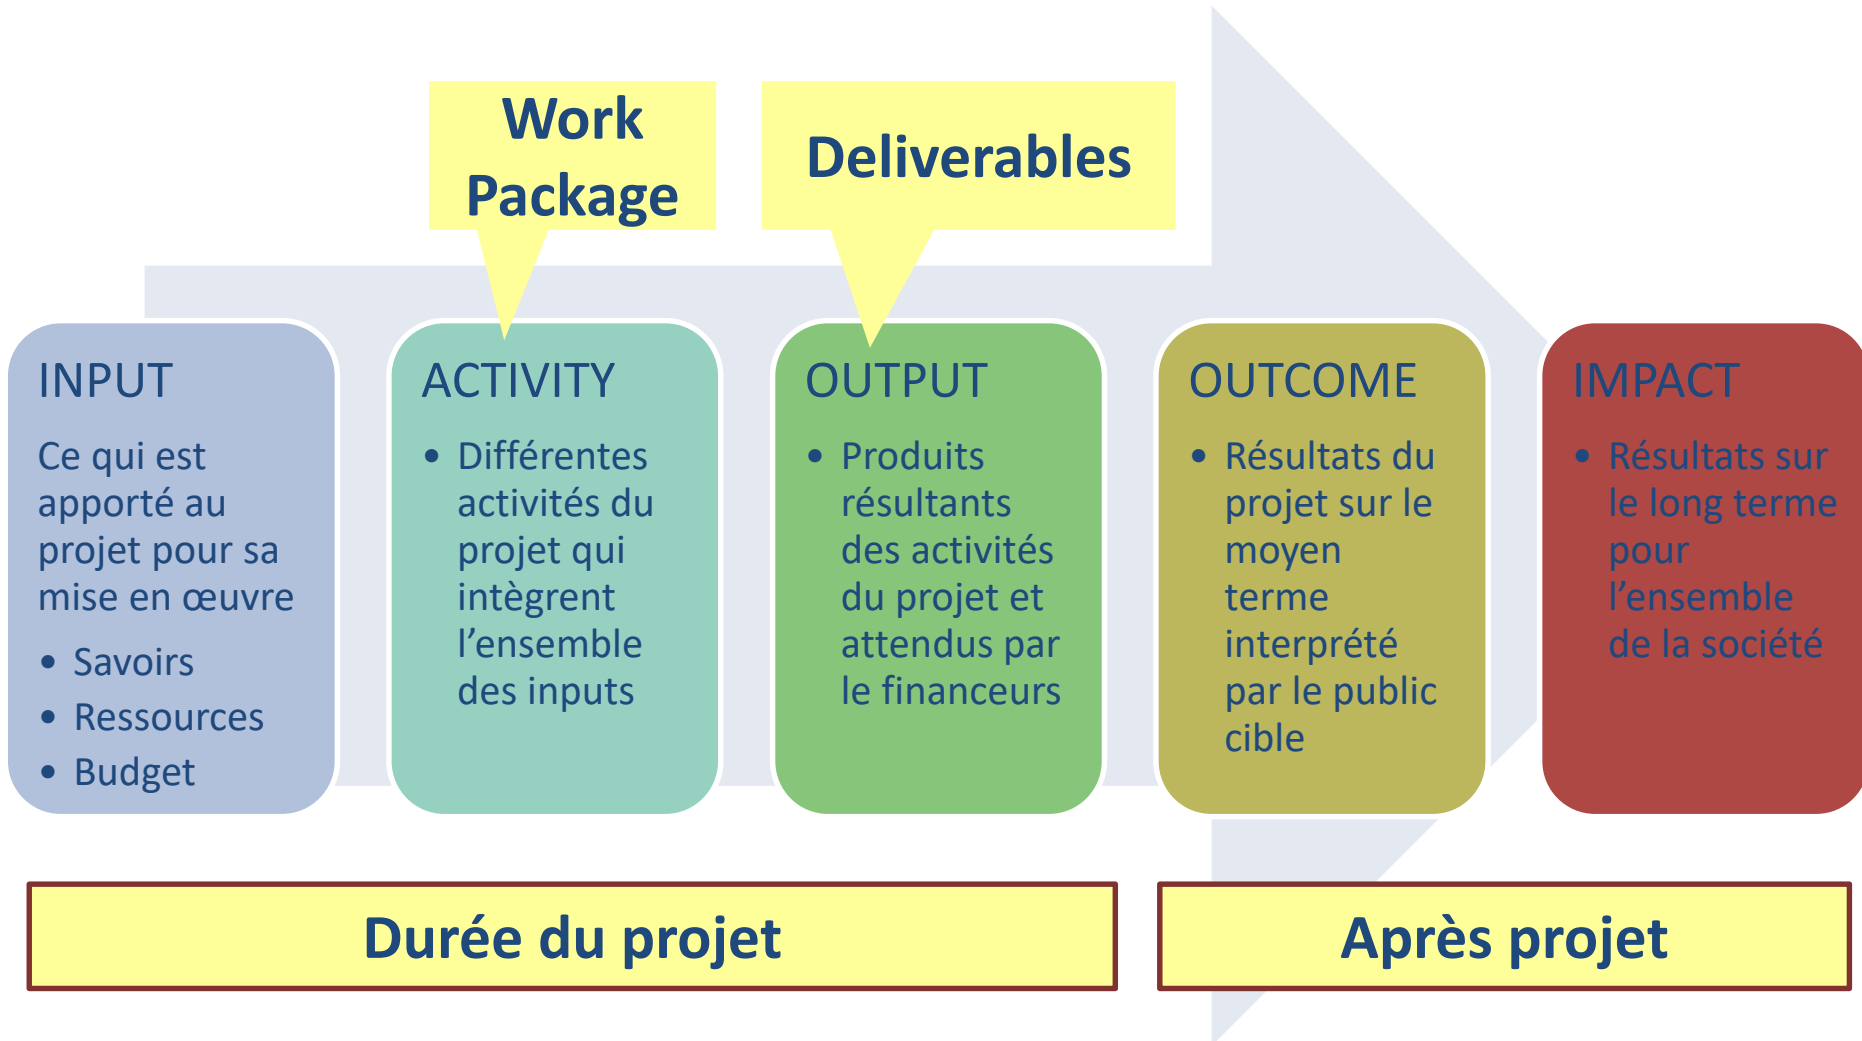 Work
Package
Deliverables
INPUT
Ce qui est
apporté au
projet pour sa
mise en œuvre
• Savoirs
• Ressources
• Budget
ACTIVITY
• Différentes
activités du
projet qui
intègrent
l’ensemble
des inputs
OUTPUT
• Produits
résultants
des activités
du projet et
attendus par
le financeurs
OUTCOME
• Résultats du
projet sur le
moyen
terme
interprété
par le public
cible
IMPACT
• Résultats sur
le long terme
pour
l’ensemble
de la société
Durée du projet
Après projet